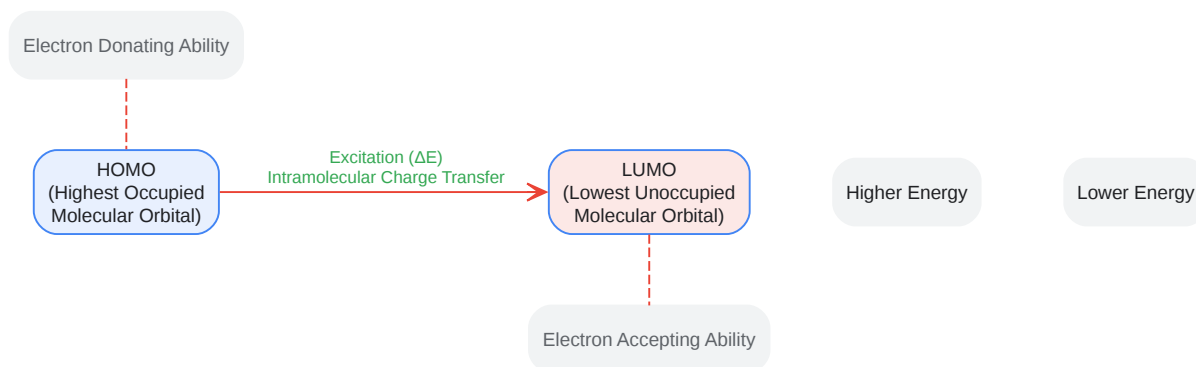 Electron Donating Ability
HOMO
(Highest Occupied
Molecular Orbital)
Excitation (ΔE)
Intramolecular Charge Transfer
LUMO
(Lowest Unoccupied
Molecular Orbital)
Higher Energy
Lower Energy
Electron Accepting Ability